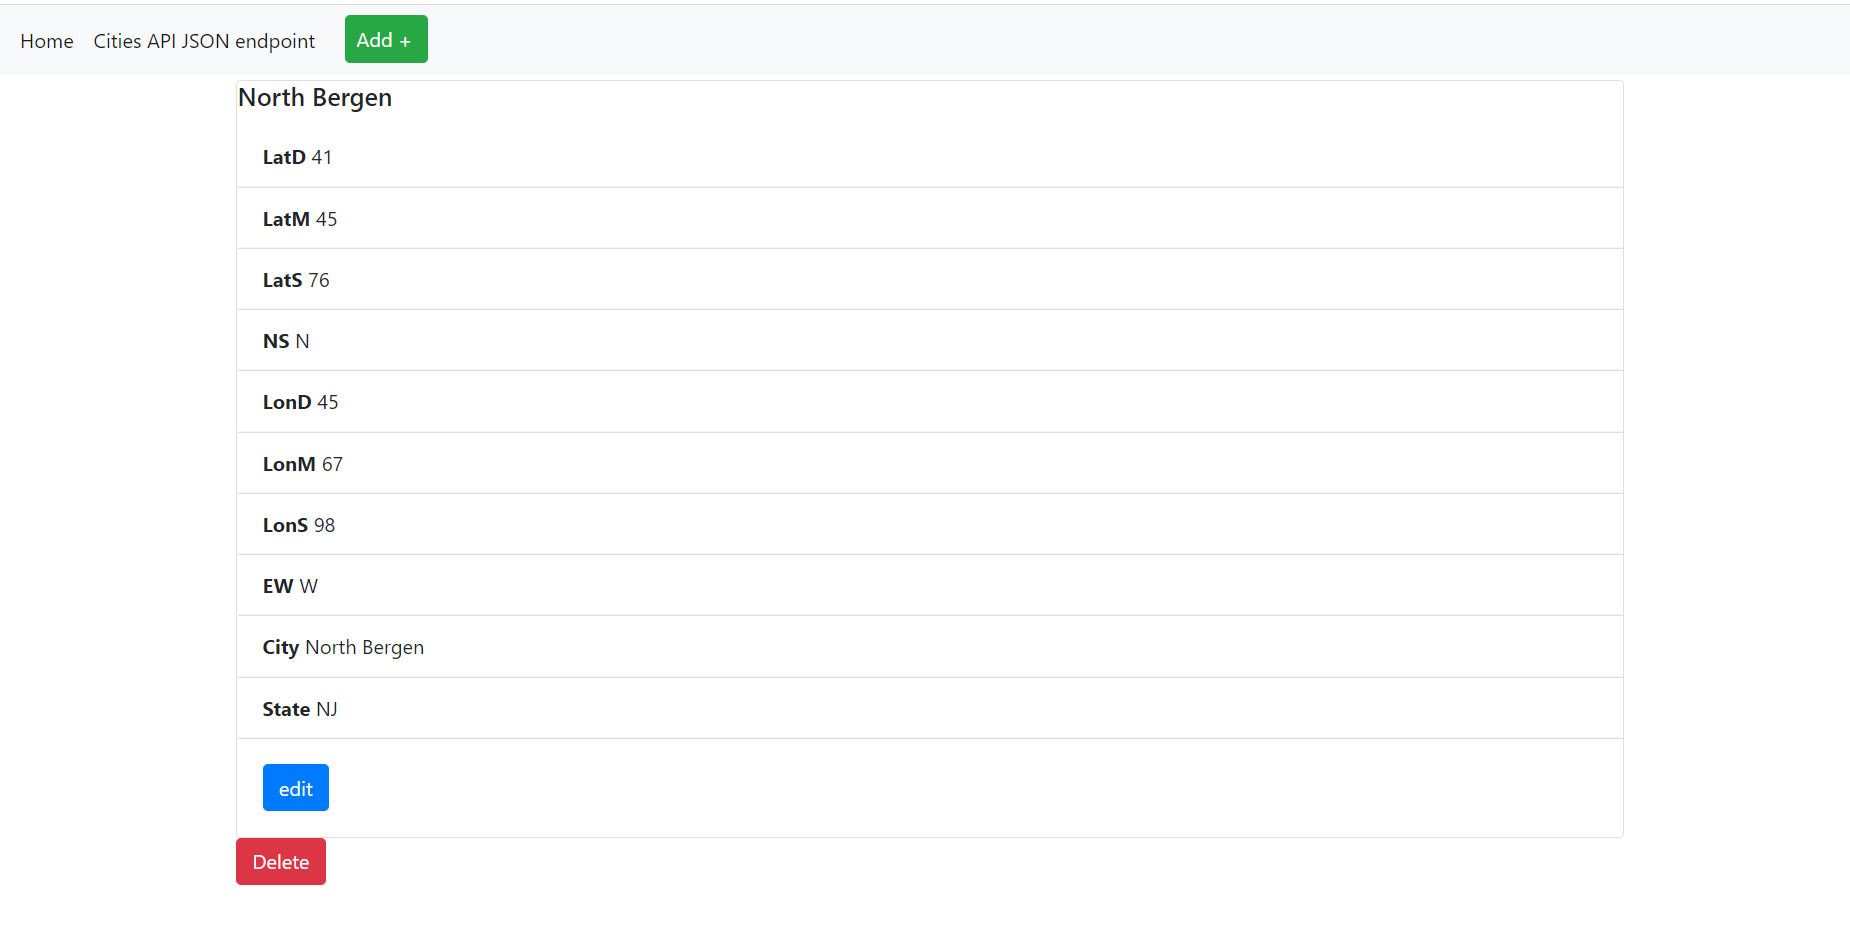 Home Cities API JSON endpoint Add +
North Bergen
LatD 41
LatM 45
LatS 76
NS N
LonD 45
LonM 67
LonS 98
EW W
City North Bergen
State NJ
edit
Delete